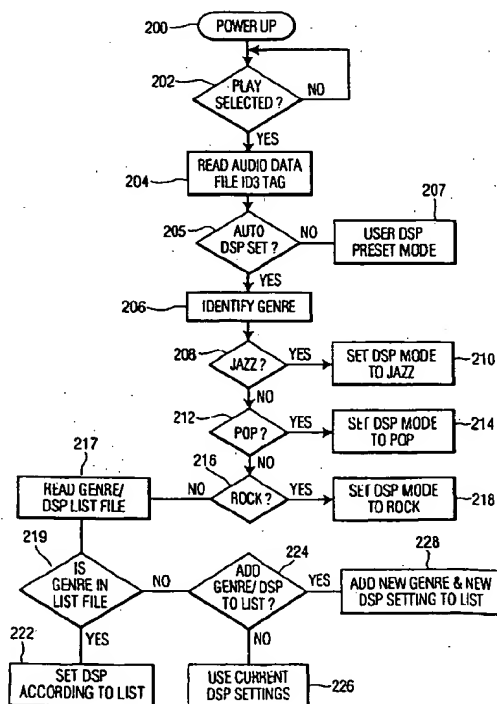 200
POWER UP
202
PLAY
SELECTED ?
NO
YES
204
READ AUDIO DATA
FILE ID3 TAG
205
AUTO
DSP SET ?
NO
207
USER DSP
PRESET MODE
YES
206
IDENTIFY GENRE
208
JAZZ ?
YES
SET DSP MODE
TO JAZZ
210
NO
212
POP ?
YES
SET DSP MODE
TO POP
214
NO
217
READ GENRE/
DSP LIST FILE
NO
216
ROCK ?
YES
SET DSP MODE
TO ROCK
218
219
IS
GENRE IN
LIST FILE
NO
224
ADD
GENRE/DSP
TO LIST ?
YES
228
ADD NEW GENRE & NEW
DSP SETTING TO LIST
YES
NO
222
SET DSP
ACCORDING TO LIST
USE CURRENT
DSP SETTINGS
226